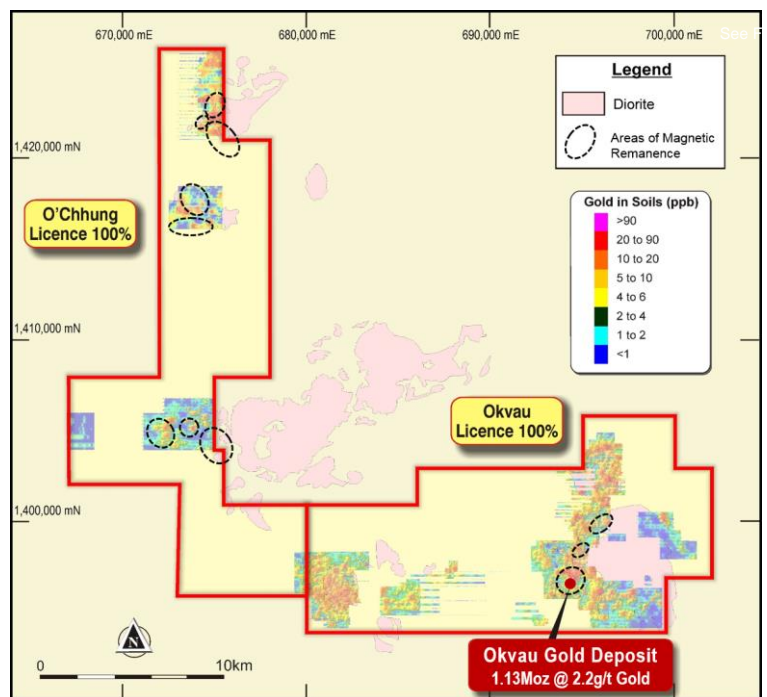 670,000 mE
680,000 mE
690,000 mE
700,000 mE
See F
Legend
Diorite
Areas of Magnetic
Remanence
1,420,000 mN
O'Chhung
Licence 100%
Gold in Soils (ppb)
>90
20 to 90
10 to 20
5 to 10
4 to 6
2 to 4
1 to 2
<1
1,410,000 mN
Okvau
Licence 100%
1,400,000 mN
N
0
10km
Okvau Gold Deposit
1.13Moz @ 2.2g/t Gold